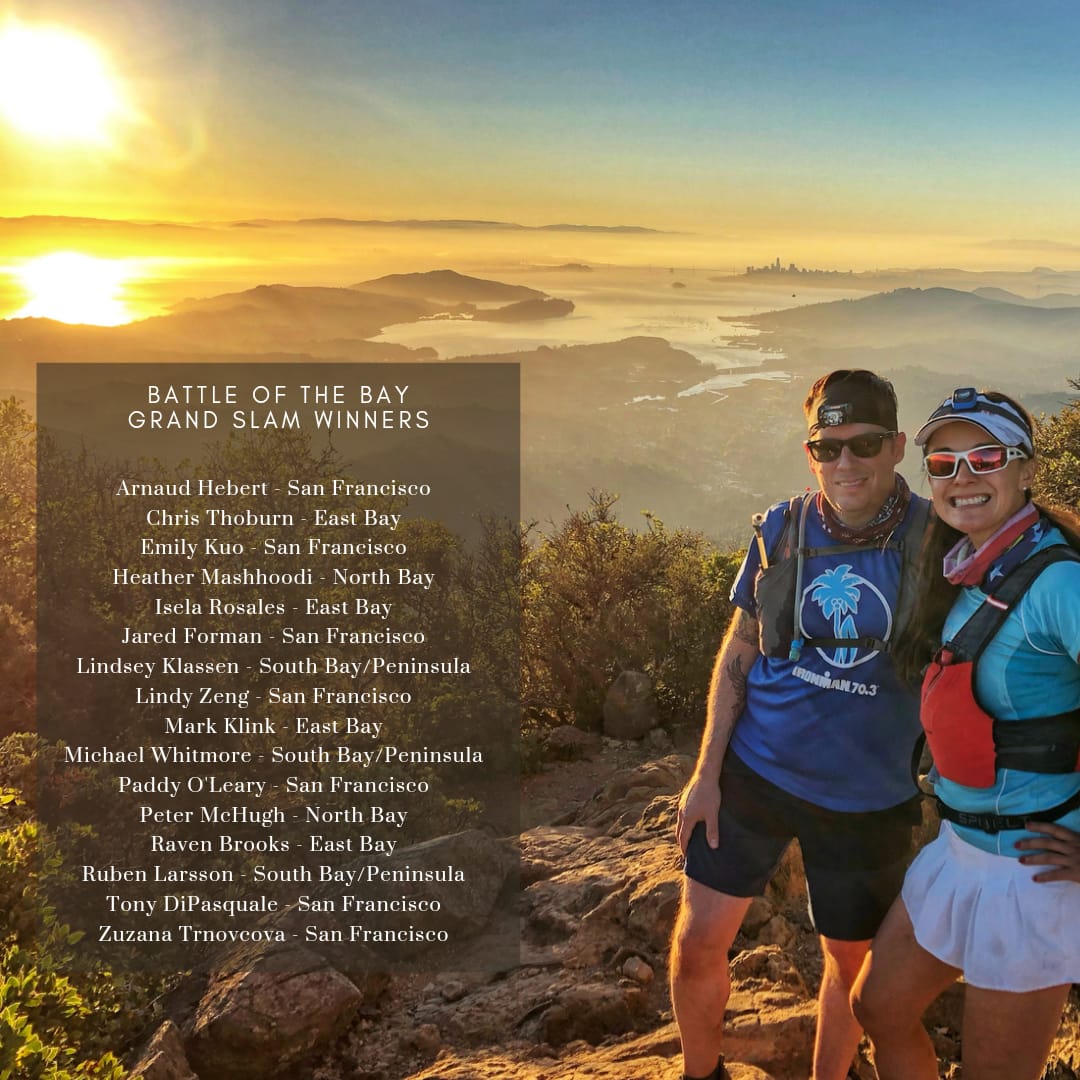 BATTLE OF THE BAY
GRAND SLAM WINNERS
Arnaud Hebert - San Francisco
Chris Thoburn - East Bay
Emily Kuo - San Francisco
Heather Mashhoodi - North Bay
Isela Rosales - East Bay
Jared Forman - San Francisco
Lindsey Klassen - South Bay/Peninsula
Lindy Zeng - San Francisco
Mark Klink - East Bay
Michael Whitmore - South Bay/Peninsula
Paddy O'Leary - San Francisco
Peter McHugh - North Bay
Raven Brooks - East Bay
Ruben Larsson - South Bay/Peninsula
Tony DiPasquale - San Francisco
Zuzana Trnovcova - San Francisco
IRONMAN 70.3